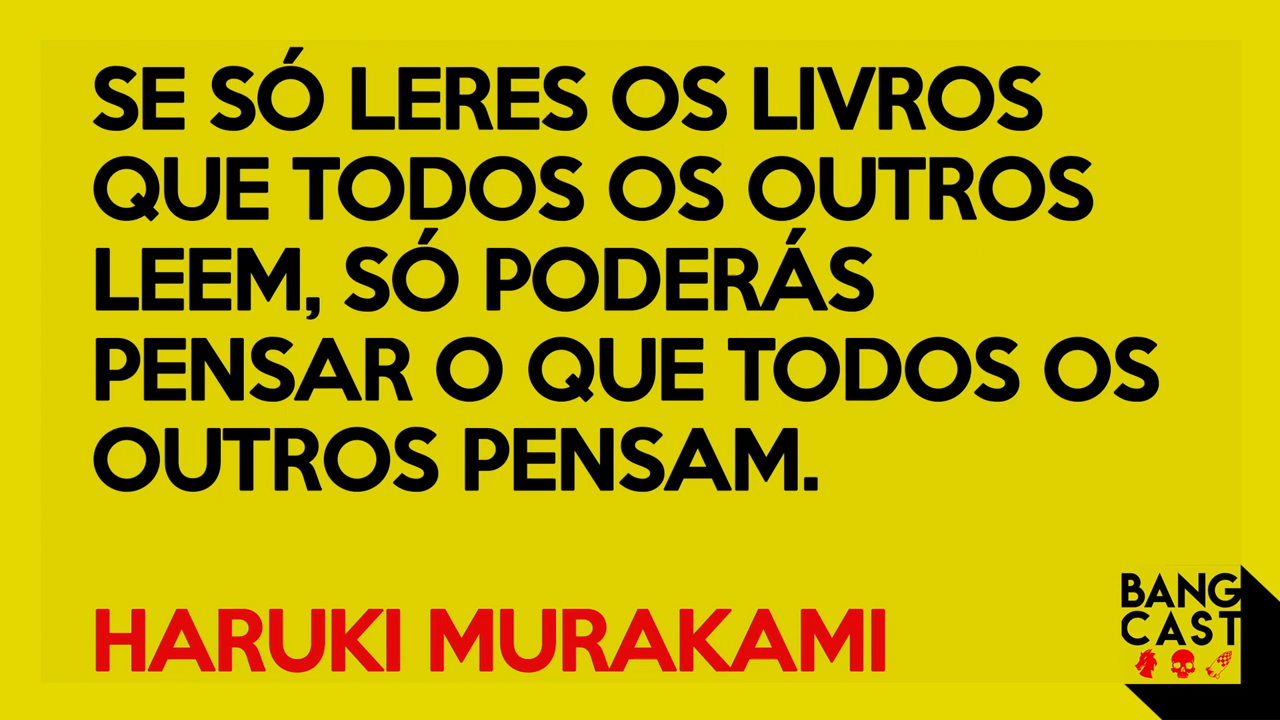 SE SÓ LERES OS LIVROS
QUE TODOS OS OUTROS
LEEM, SÓ PODERÁS
PENSAR O QUE TODOS OS
OUTROS PENSAM.
HARUKI MURAKAMI
BANG
CAST